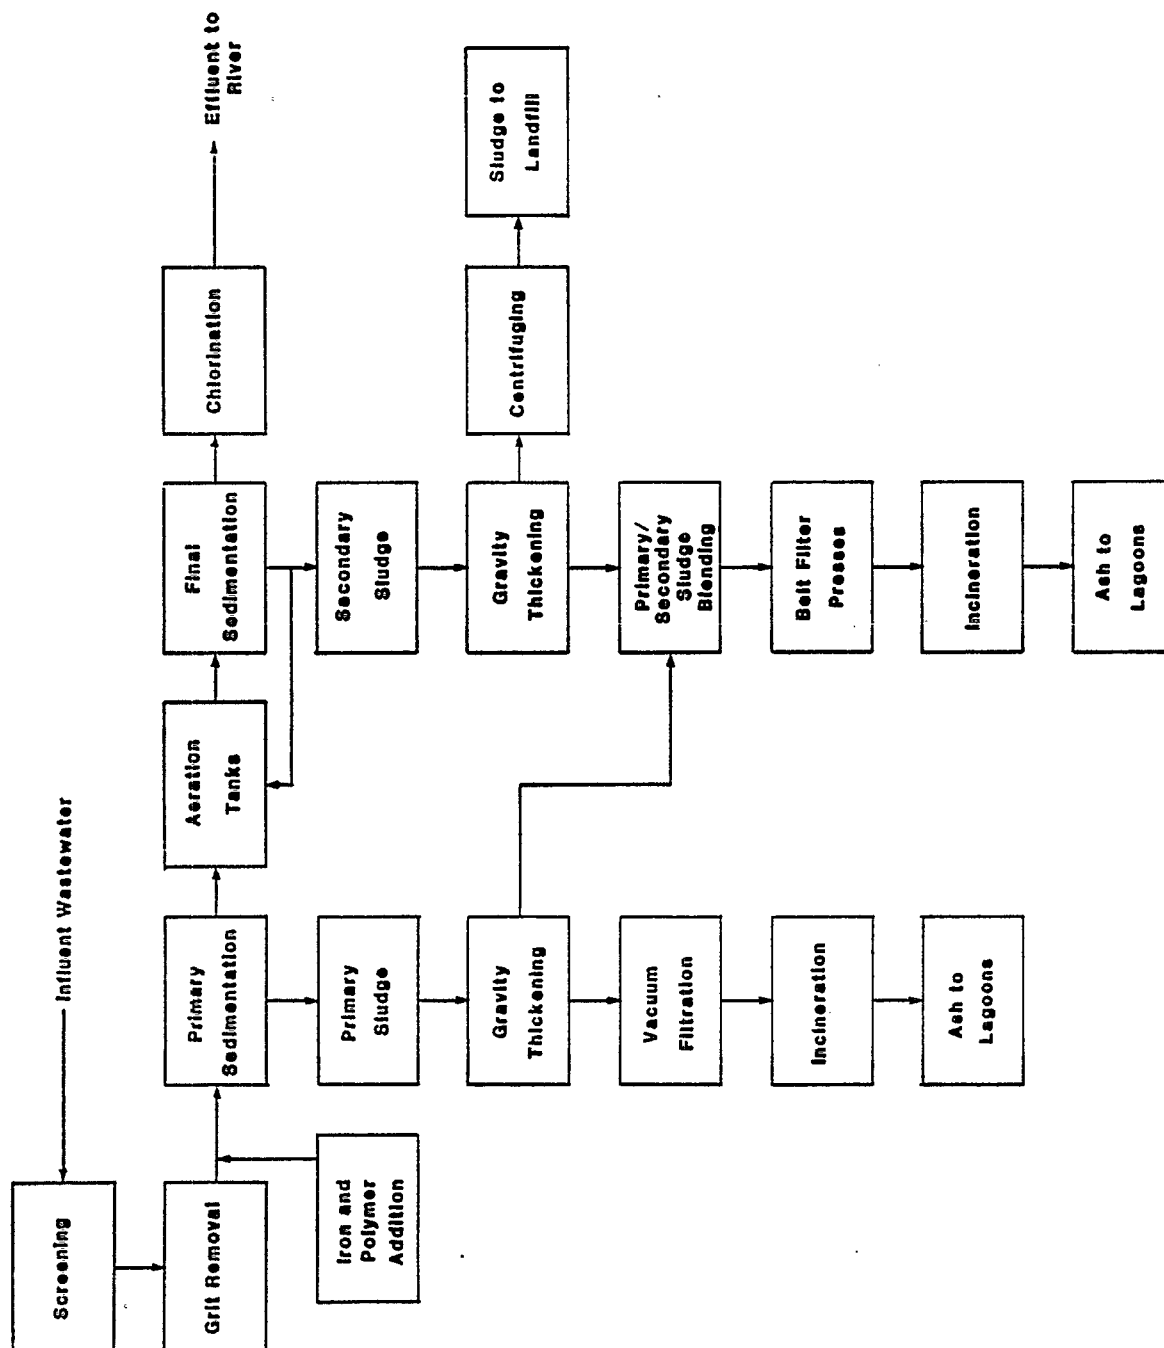 Influent Wastewater
Screening
Grit Removal
Iron and
Polymer
Addition
Primary
Sedimentation
Aeration
Tanks
Final
Sedimentation
Chlorination
Effluent to
River
Primary
Sludge
Secondary
Sludge
Gravity
Thickening
Gravity
Thickening
Centrifuging
Sludge to
Landfill
Vacuum
Filtration
Primary/
Secondary
Sludge
Blending
Incineration
Belt Filter
Presses
Ash to
Lagoons
Incineration
Ash to
Lagoons